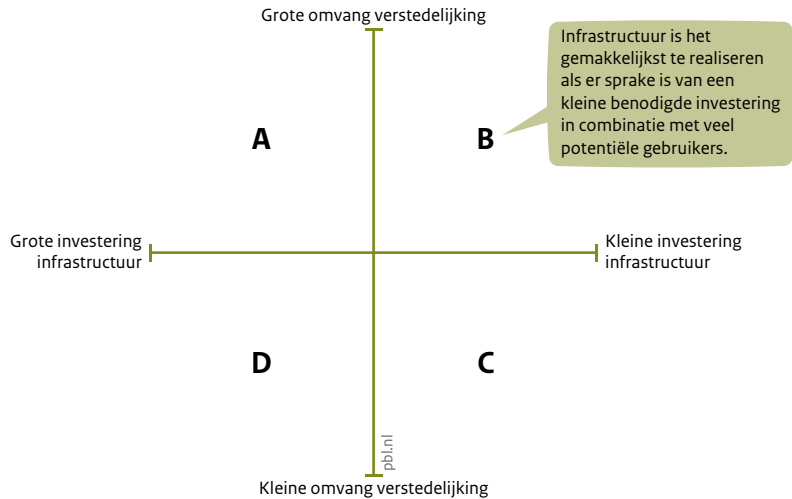 Grote omvang verstedelijking
Infrastructuur is het
gemakkelijkst te realiseren
als er sprake is van een
kleine benodigde investering
in combinatie met veel
potentiële gebruikers.
A
B
Grote investering
infrastructuur
Kleine investering
infrastructuur
D
C
pbl.nl
Kleine omvang verstedelijking